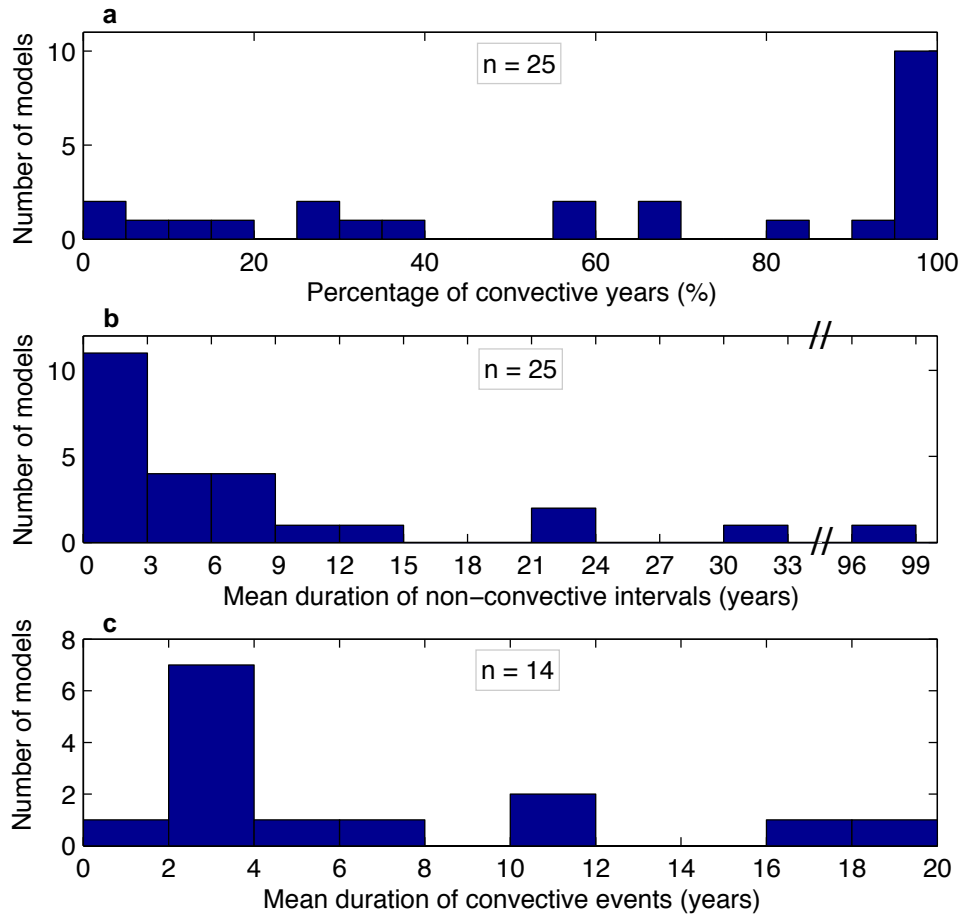 a
Number of models
10
5
0
n = 25
0 20 40 60 80 100
Percentage of convective years (%)
b
Number of models
10
5
0
n = 25
//
//
0 3 6 9 12 15 18 21 24 27 30 33 96 99
Mean duration of non−convective intervals (years)
c
Number of models
8
6
4
2
0
n = 14
0 2 4 6 8 10 12 14 16 18 20
Mean duration of convective events (years)